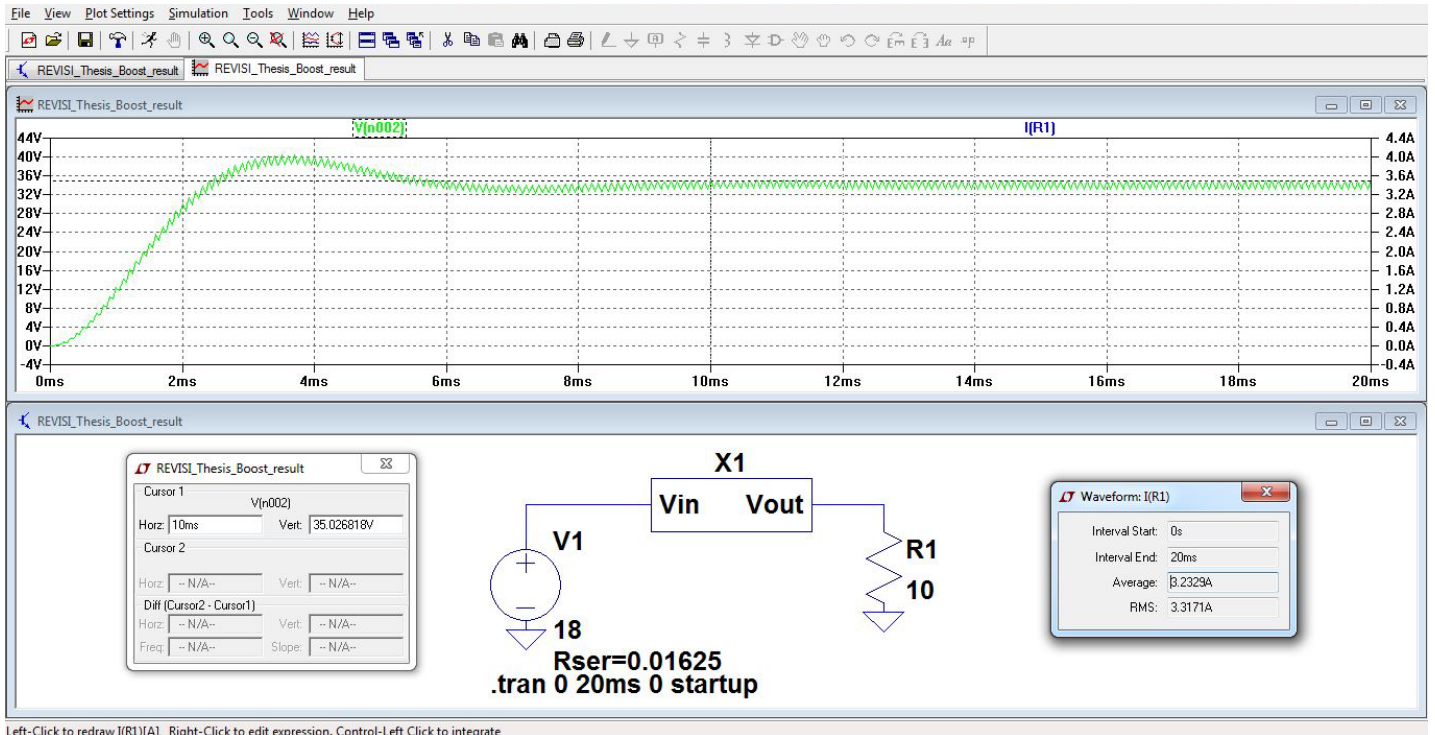 File View Plot Settings Simulation Tools Window Help
REVISI_Thesis_Boost_result REVISI_Thesis_Boost_result
REVISI_Thesis_Boost_result
V(n002) I(R1)
44V 4.4A
40V 4.0A
36V 3.6A
32V 3.2A
28V 2.8A
24V 2.4A
20V 2.0A
16V 1.6A
12V 1.2A
8V 0.8A
4V 0.4A
0V 0.0A
-4V -0.4A
0ms 2ms 4ms 6ms 8ms 10ms 12ms 14ms 16ms 18ms 20ms
REVISI_Thesis_Boost_result
REVISI_Thesis_Boost_result
Cursor 1
V(n002)
Horz: 10ms Vert: 35.026818V
Cursor 2
Horz: -- N/A-- Vert: -- N/A--
Diff (Cursor2 - Cursor1)
Horz: -- N/A-- Vert: -- N/A--
Freq: -- N/A-- Slope: -- N/A--
X1
Vin Vout
V1
18
Rser=0.01625
.tran 0 20ms 0 startup
R1
10
Waveform: I(R1)
Interval Start: 0s
Interval End: 20ms
Average: 3.2329A
RMS: 3.3171A
Left-Click to redraw I(R1)[A]. Right-Click to edit expression. Control-Left Click to integrate